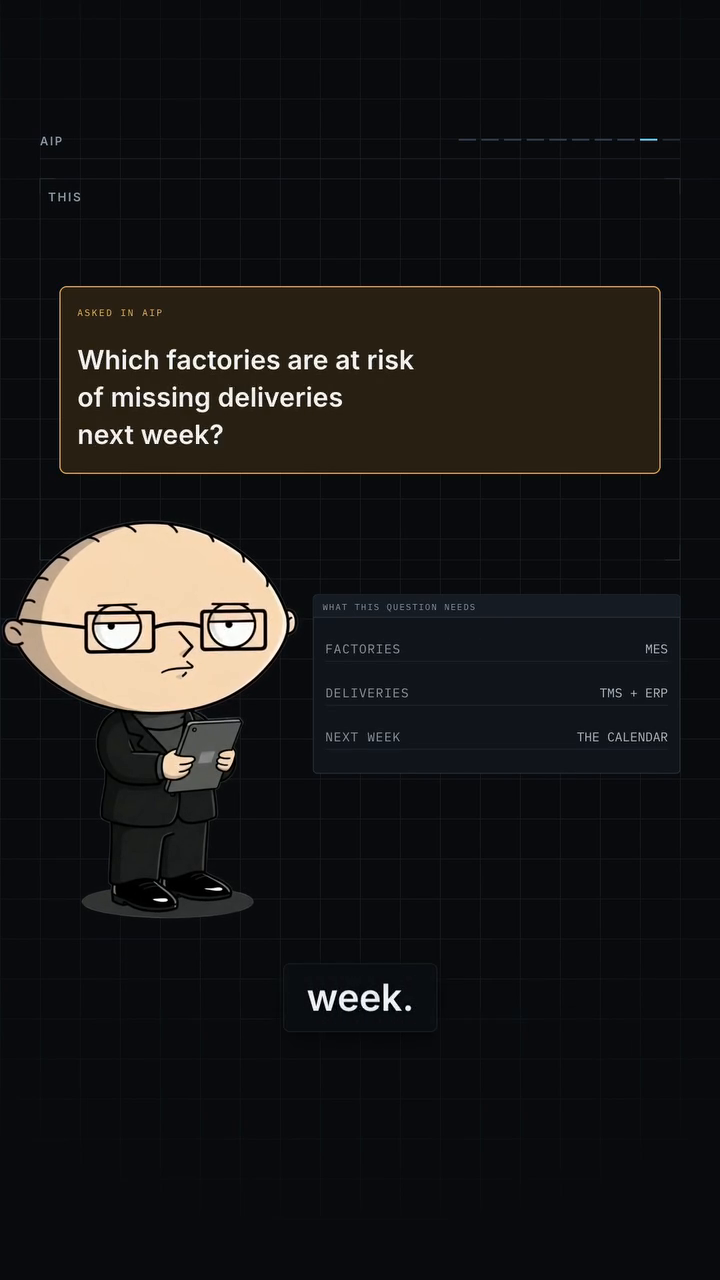 AIP
THIS
ASKED IN AIP
Which factories are at risk
of missing deliveries
next week?
WHAT THIS QUESTION NEEDS
FACTORIES MES
DELIVERIES TMS + ERP
NEXT WEEK THE CALENDAR
week.